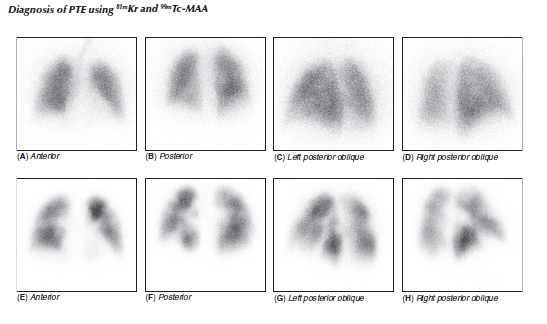 Diagnosis of PTE using ⁸¹ᵐKr and ⁹⁹ᵐTc-MAA
(A) Anterior
(B) Posterior
(C) Left posterior oblique
(D) Right posterior oblique
(E) Anterior
(F) Posterior
(G) Left posterior oblique
(H) Right posterior oblique